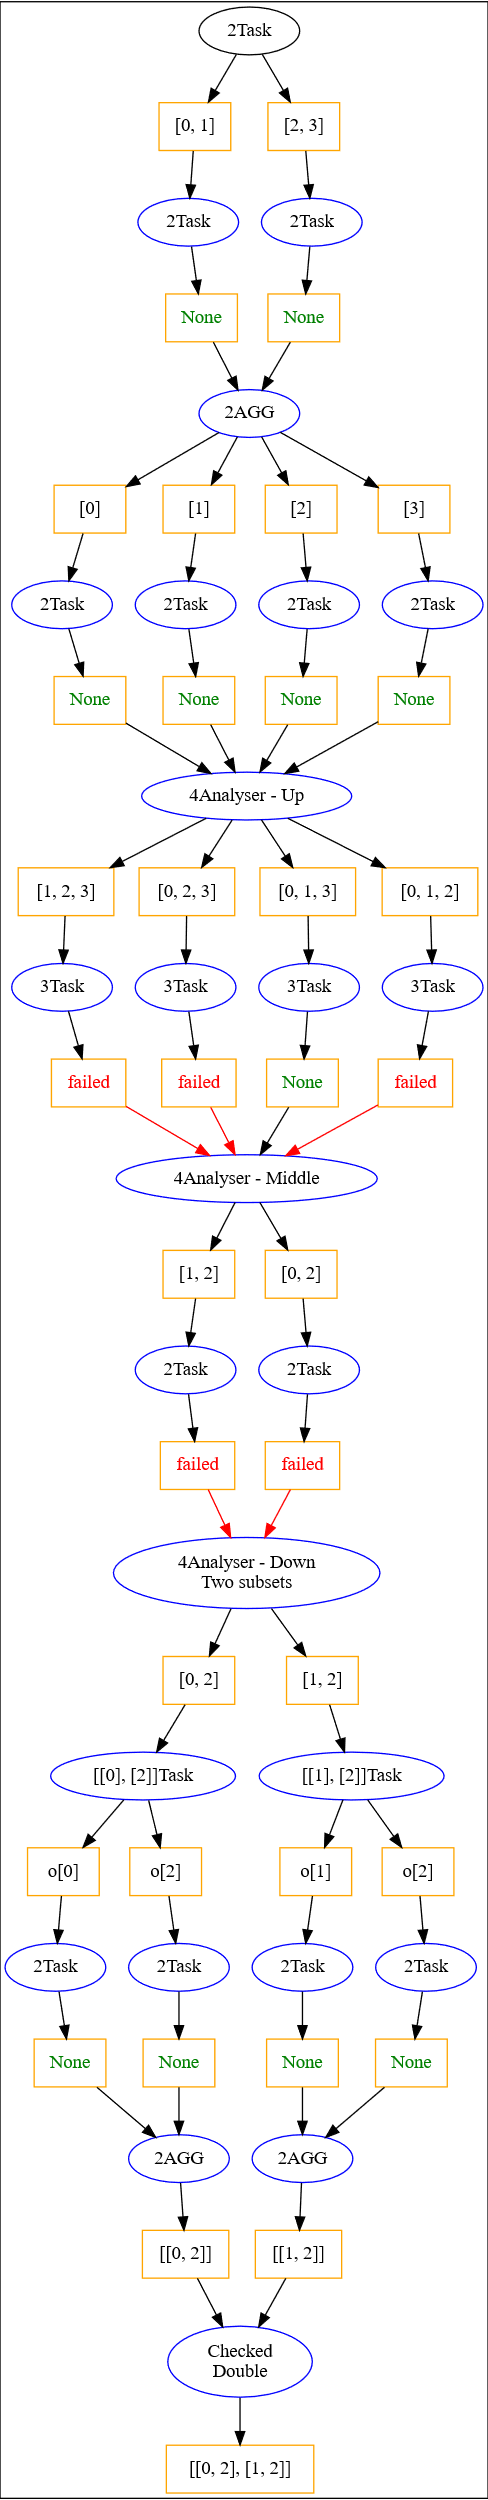 2Task
[0, 1]
[2, 3]
2Task
2Task
None
None
2AGG
[0]
[1]
[2]
[3]
2Task
2Task
2Task
2Task
None
None
None
None
4Analyser - Up
[1, 2, 3]
[0, 2, 3]
[0, 1, 3]
[0, 1, 2]
3Task
3Task
3Task
3Task
failed
failed
None
failed
4Analyser - Middle
[1, 2]
[0, 2]
2Task
2Task
failed
failed
4Analyser - Down
Two subsets
[0, 2]
[1, 2]
[[0], [2]]Task
[[1], [2]]Task
o[0]
o[2]
o[1]
o[2]
2Task
2Task
2Task
2Task
None
None
None
None
2AGG
2AGG
[[0, 2]]
[[1, 2]]
Checked
Double
[[0, 2], [1, 2]]